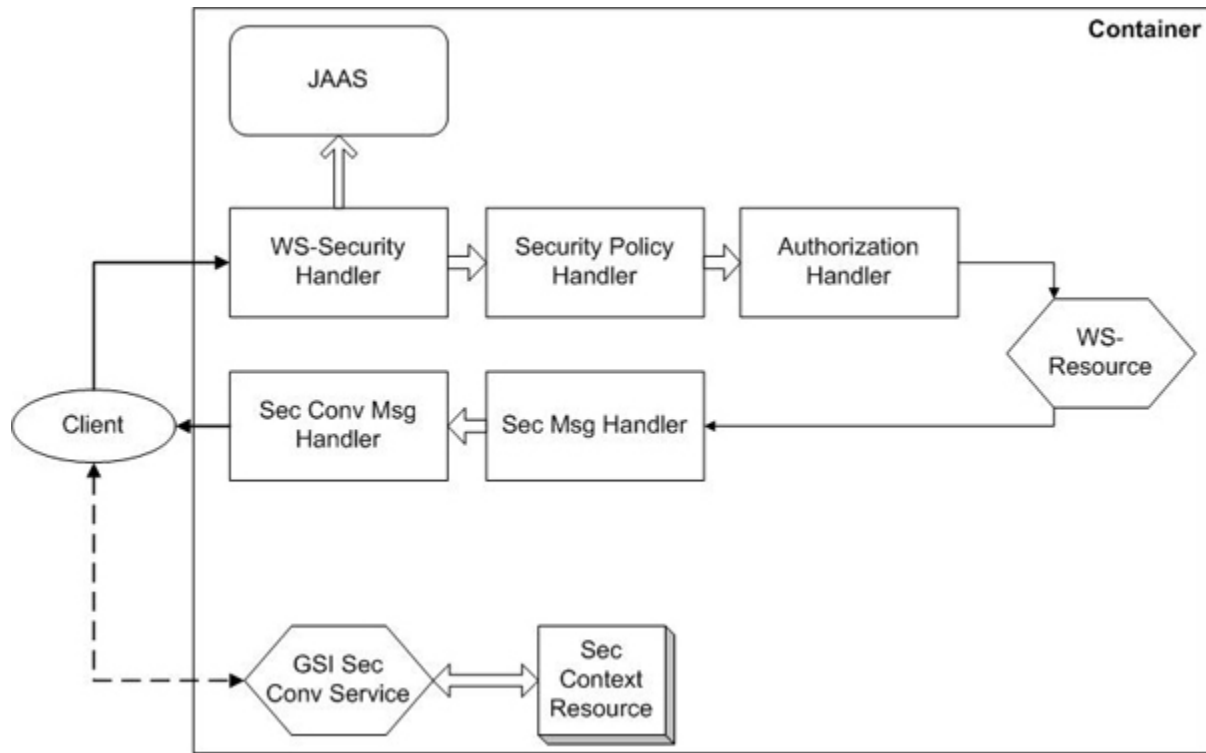 Container
JAAS
WS-Security
Handler
Security Policy
Handler
Authorization
Handler
WS-
Resource
Client
Sec Conv Msg
Handler
Sec Msg Handler
GSI Sec
Conv Service
Sec
Context
Resource